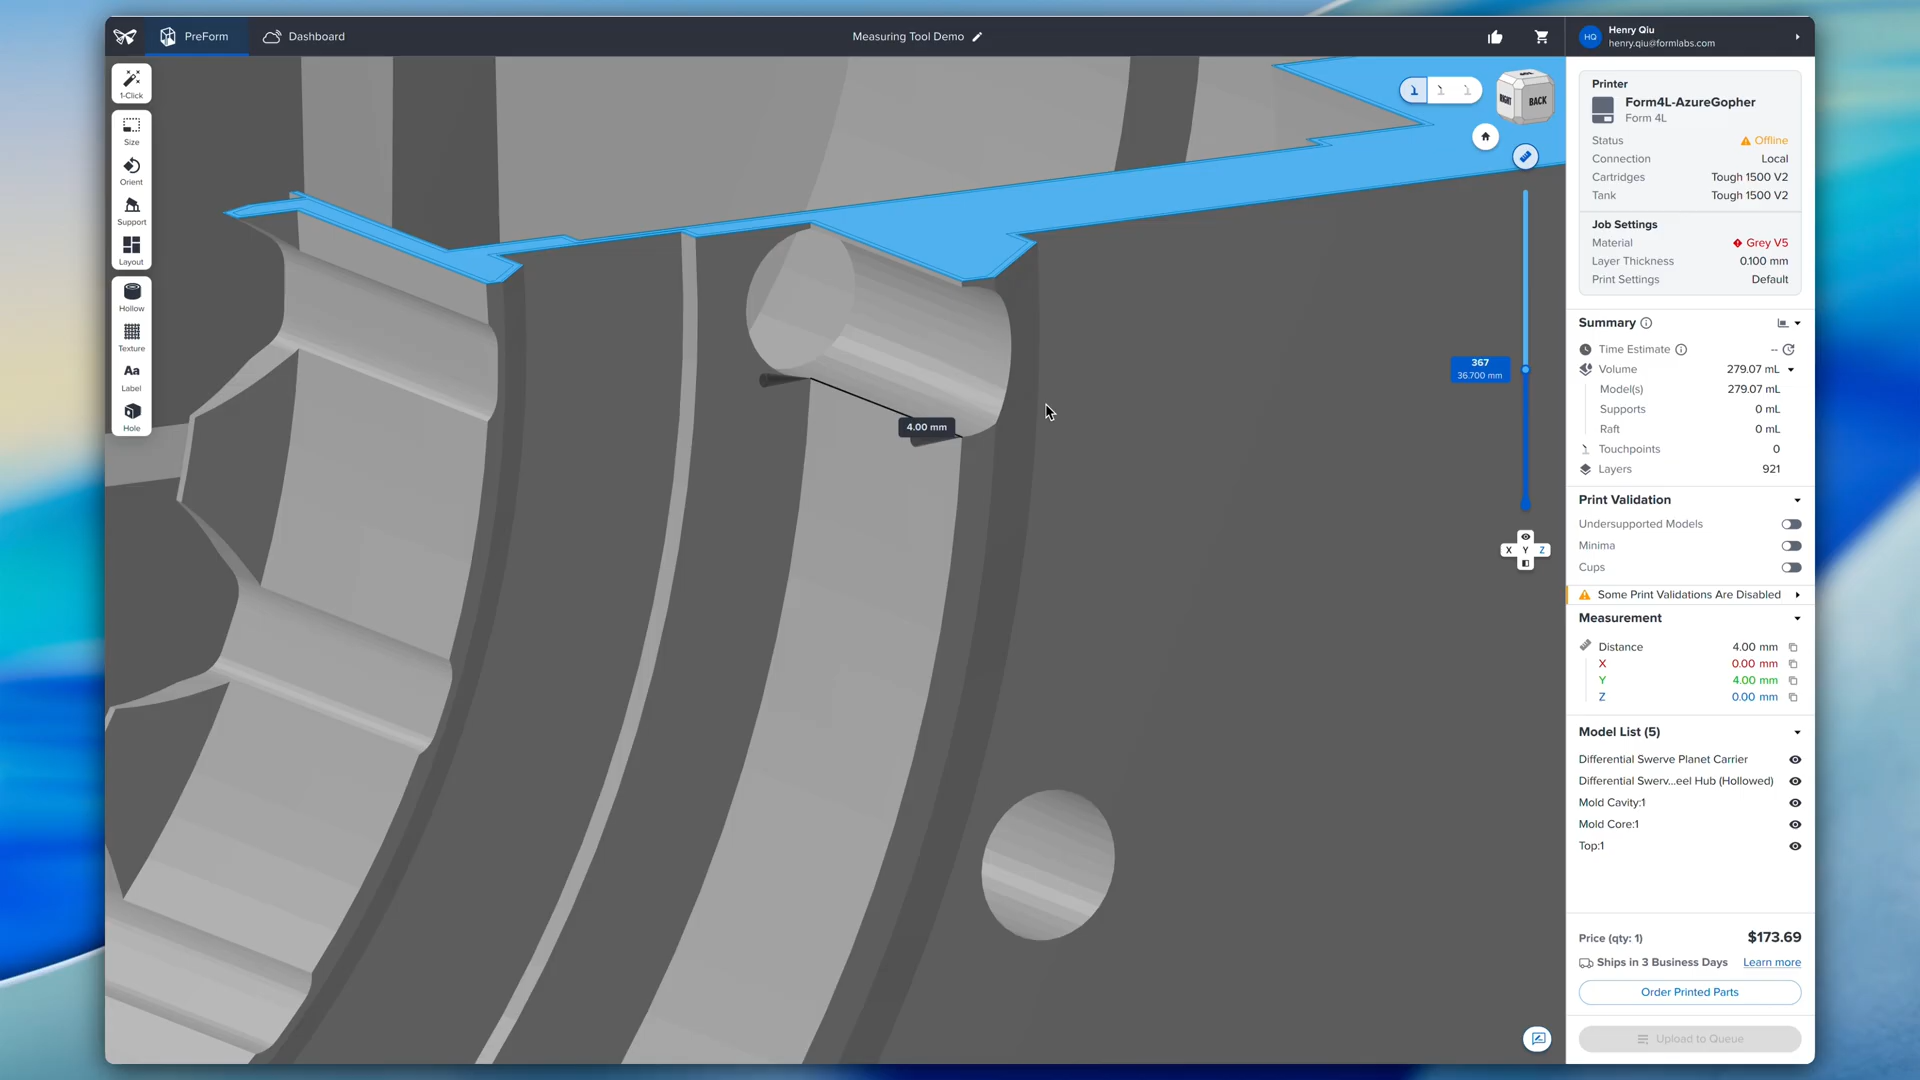 PreForm
Dashboard
Measuring Tool Demo
HQ
Henry Qiu
henry.qiu@formlabs.com
1-Click
Size
Orient
Support
Layout
Hollow
Texture
Aa
Label
Hole
TOP
RIGHT
BACK
367
36.700 mm
4.00 mm
X
Y
Z
Printer
Form4L-AzureGopher
Form 4L
Status
Offline
Connection
Local
Cartridges
Tough 1500 V2
Tank
Tough 1500 V2
Job Settings
Material
Grey V5
Layer Thickness
0.100 mm
Print Settings
Default
Summary
Time Estimate
--
Volume
279.07 mL
Model(s)
279.07 mL
Supports
0 mL
Raft
0 mL
Touchpoints
0
Layers
921
Print Validation
Undersupported Models
Minima
Cups
Some Print Validations Are Disabled
Measurement
Distance
4.00 mm
X
0.00 mm
Y
4.00 mm
Z
0.00 mm
Model List (5)
Differential Swerve Planet Carrier
Differential Swerv...eel Hub (Hollowed)
Mold Cavity:1
Mold Core:1
Top:1
Price (qty: 1)
$173.69
Ships in 3 Business Days
Learn more
Order Printed Parts
Upload to Queue